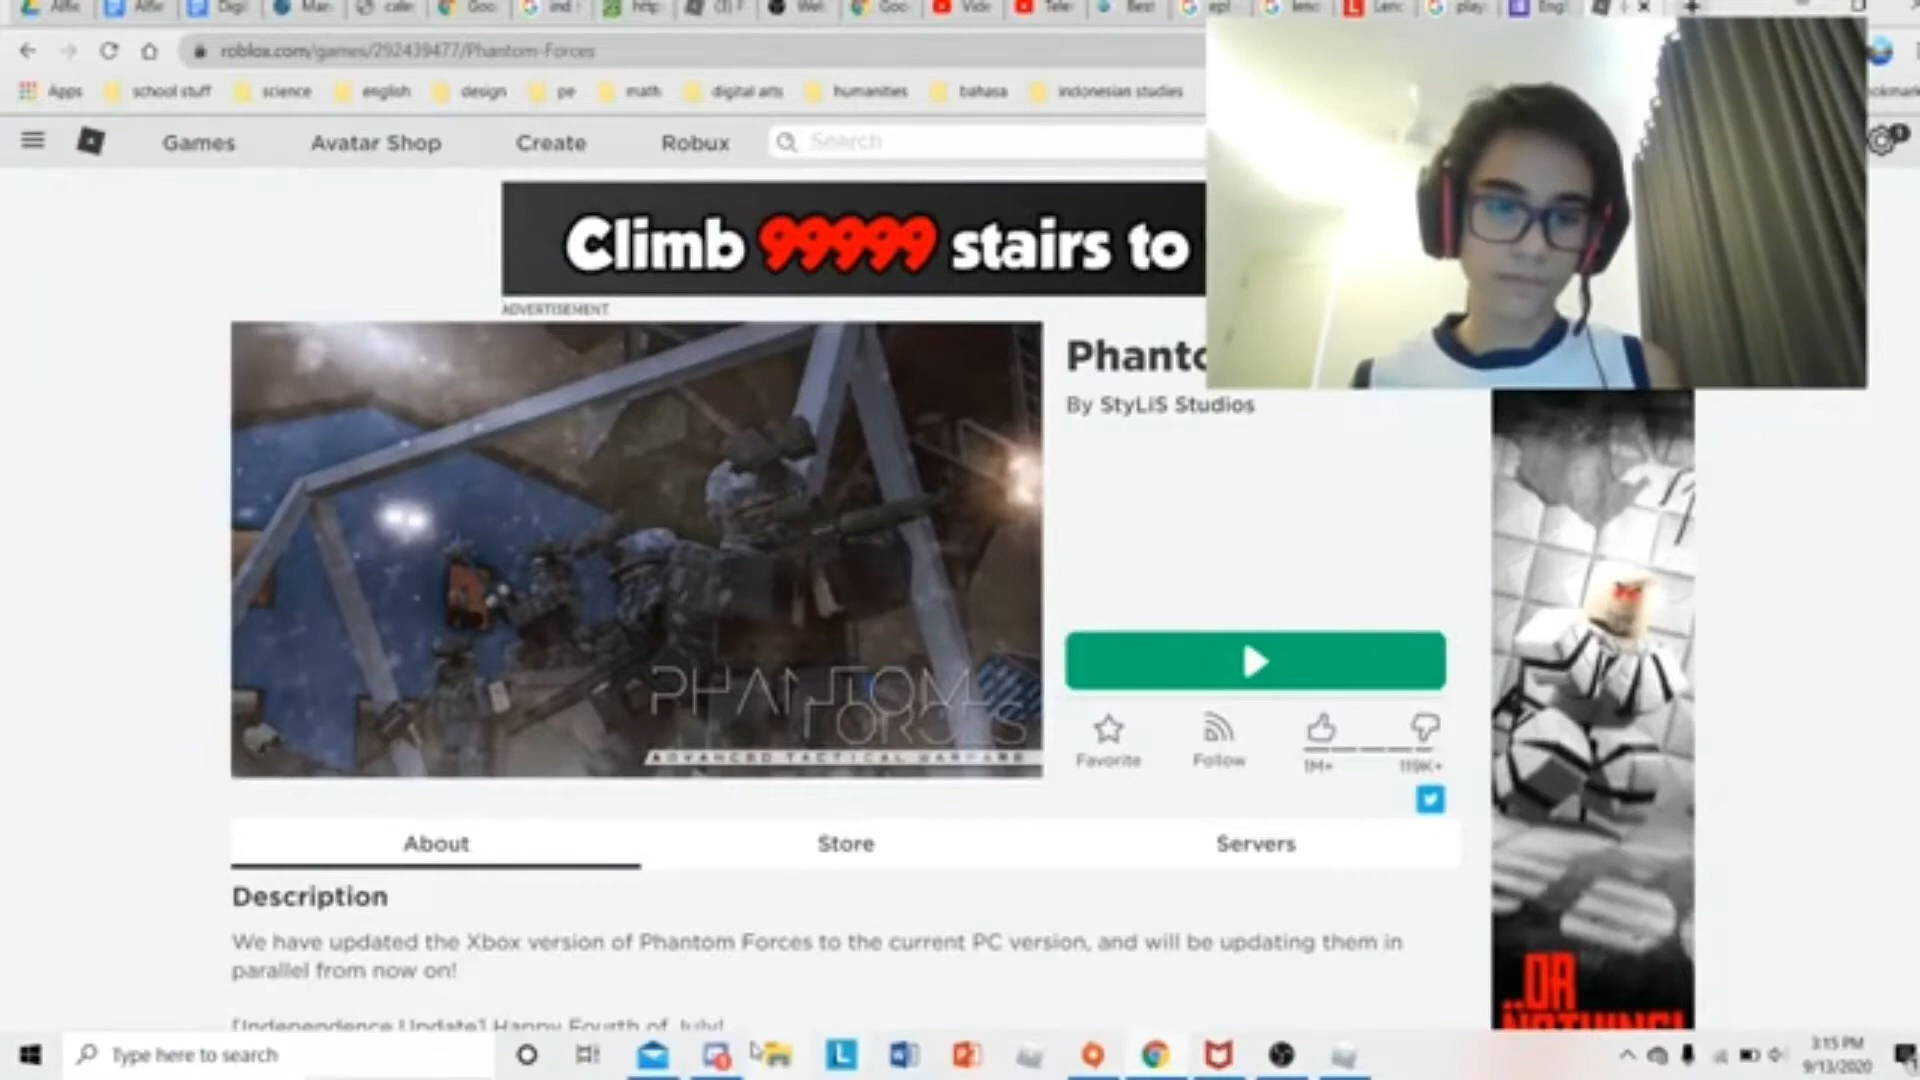 roblox.com/games/292439477/Phantom-Forces
Apps school stuff science english design pe math digital arts humanities bahasa indonesian studies
Games Avatar Shop Create Robux Search
Climb 99999 stairs to
ADVERTISEMENT
By StyLiS Studios
PHANTOM
FORCES
ADVANCED TACTICAL WARFARE
Favorite Follow 1M+ 119K+
About Store Servers
Description
We have updated the Xbox version of Phantom Forces to the current PC version, and will be updating them in
parallel from now on!
[Independence Update] Happy Fourth of July!
..OR
NOTHING!
Type here to search
3:15 PM
9/13/2020